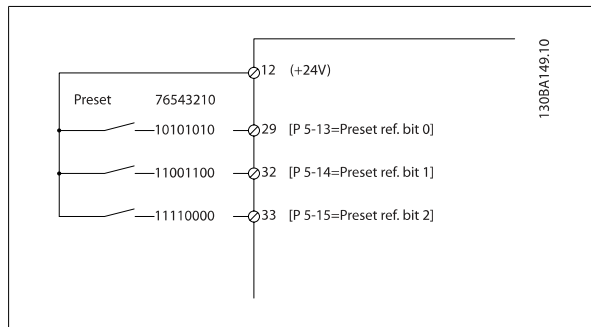 12 (+24V)
Preset 76543210
10101010 29 [P 5-13=Preset ref. bit 0]
11001100 32 [P 5-14=Preset ref. bit 1]
11110000 33 [P 5-15=Preset ref. bit 2]
130BA149.10